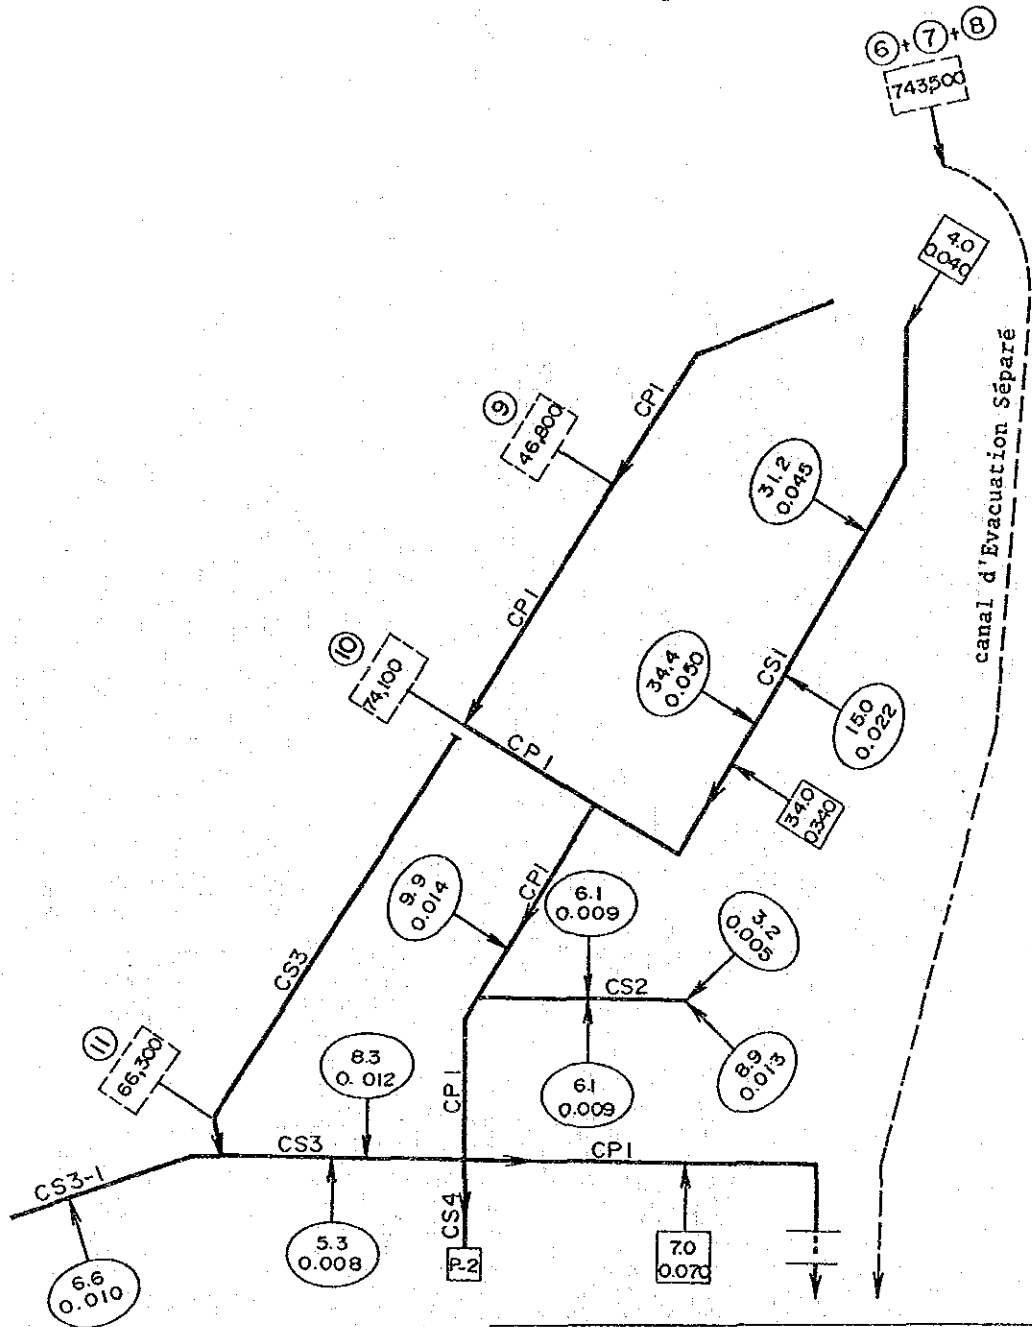 ⑥+⑦+⑧
743,500
4.0
0.040
canal d'Evacuation Séparé
CP1
⑨
46,800
31.2
0.045
CP1
⑩
74,100
34.4
0.050
CS1
15.0
0.022
CP1
34.0
0.340
9.9
0.014
CP1
6.1
0.009
3.2
0.005
CS2
CS3
⑪
66,300
8.3
0.012
6.1
0.009
8.9
0.013
CP1
CS3
CP1
CS3-1
CS4
6.6
0.010
5.3
0.008
P-2
7.0
0.070